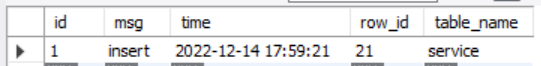 id msg time row_id table_name
1 insert 2022-12-14 17:59:21 21 service